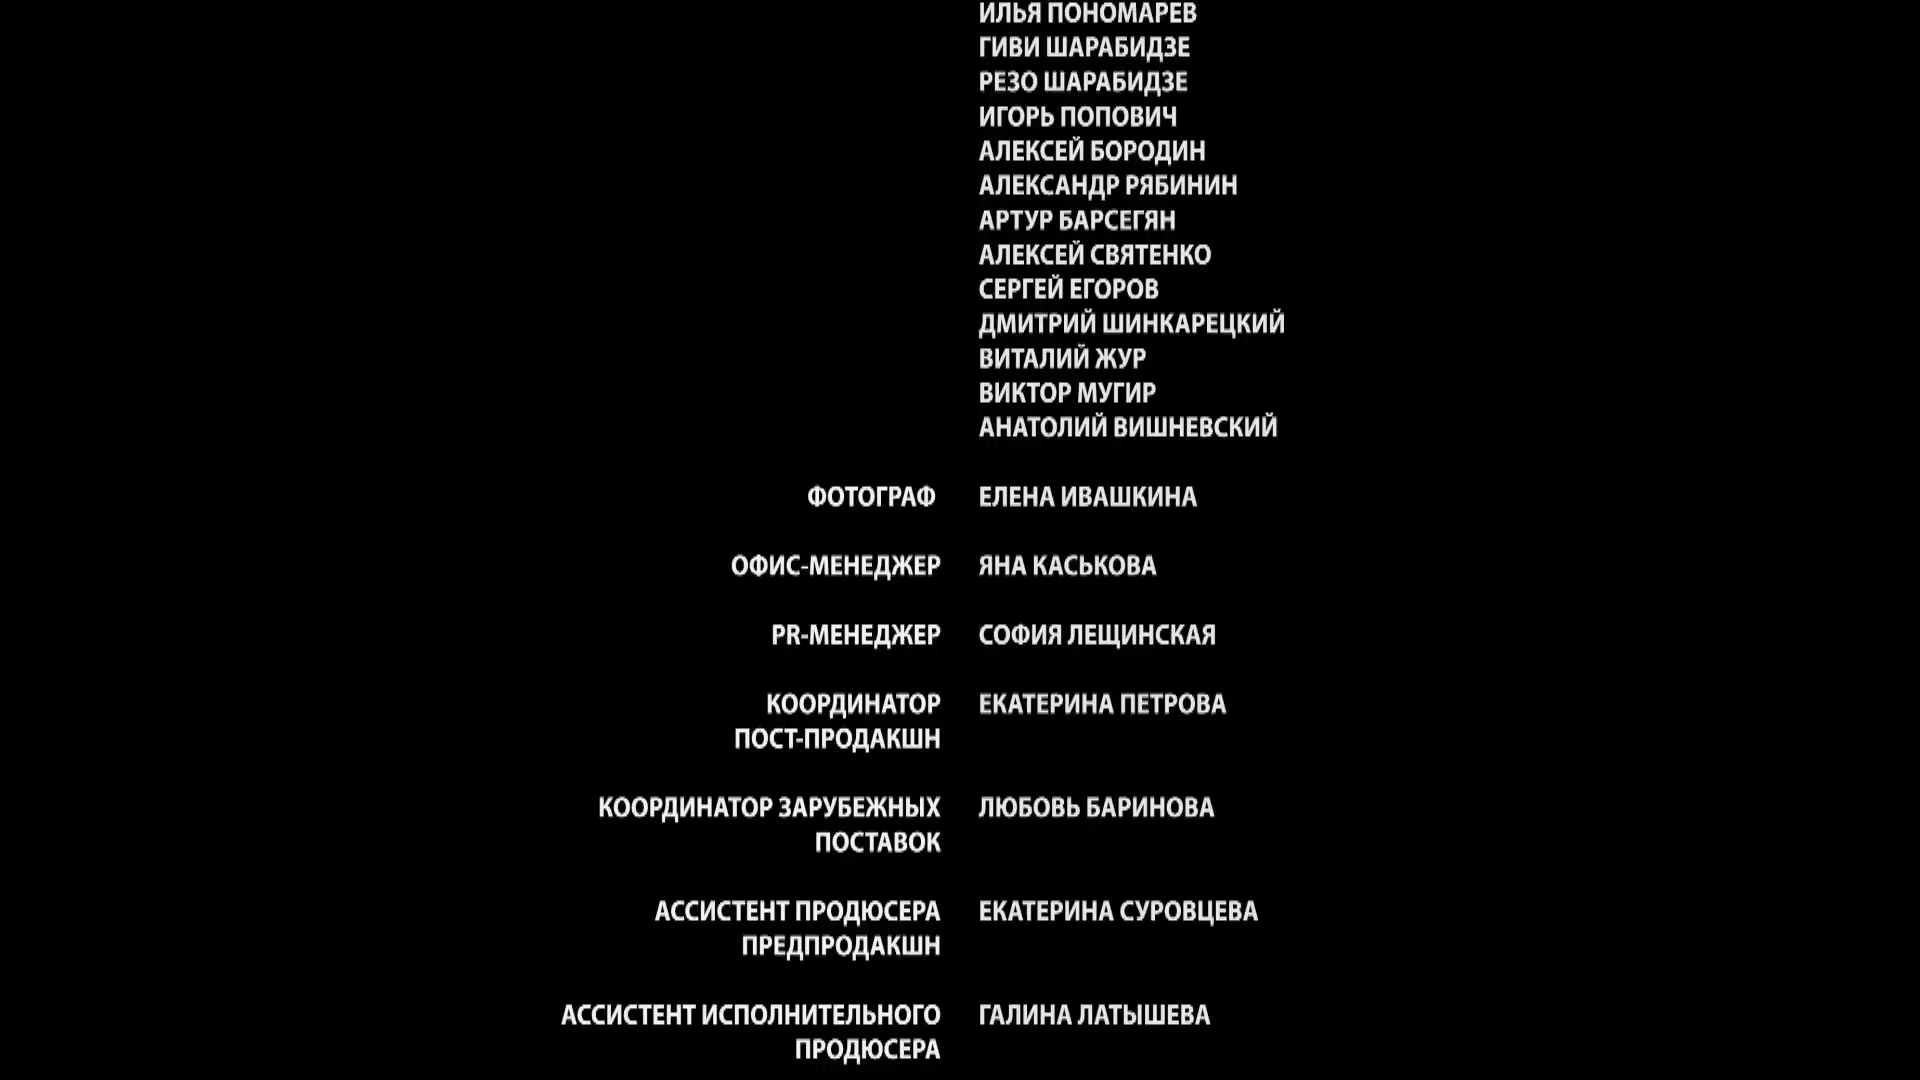 ИЛЬЯ ПОНОМАРЕВ
ГИВИ ШАРАБИДЗЕ
РЕЗО ШАРАБИДЗЕ
ИГОРЬ ПОПОВИЧ
АЛЕКСЕЙ БОРОДИН
АЛЕКСАНДР РЯБИНИН
АРТУР БАРСЕГЯН
АЛЕКСЕЙ СВЯТЕНКО
СЕРГЕЙ ЕГОРОВ
ДМИТРИЙ ШИНКАРЕЦКИЙ
ВИТАЛИЙ ЖУР
ВИКТОР МУГИР
АНАТОЛИЙ ВИШНЕВСКИЙ
ФОТОГРАФ ЕЛЕНА ИВАШКИНА
ОФИС-МЕНЕДЖЕР ЯНА КАСЬКОВА
PR-МЕНЕДЖЕР СОФИЯ ЛЕЩИНСКАЯ
КООРДИНАТОР ЕКАТЕРИНА ПЕТРОВА
ПОСТ-ПРОДАКШН
КООРДИНАТОР ЗАРУБЕЖНЫХ ЛЮБОВЬ БАРИНОВА
ПОСТАВОК
АССИСТЕНТ ПРОДЮСЕРА ЕКАТЕРИНА СУРОВЦЕВА
ПРЕДПРОДАКШН
АССИСТЕНТ ИСПОЛНИТЕЛЬНОГО ГАЛИНА ЛАТЫШЕВА
ПРОДЮСЕРА